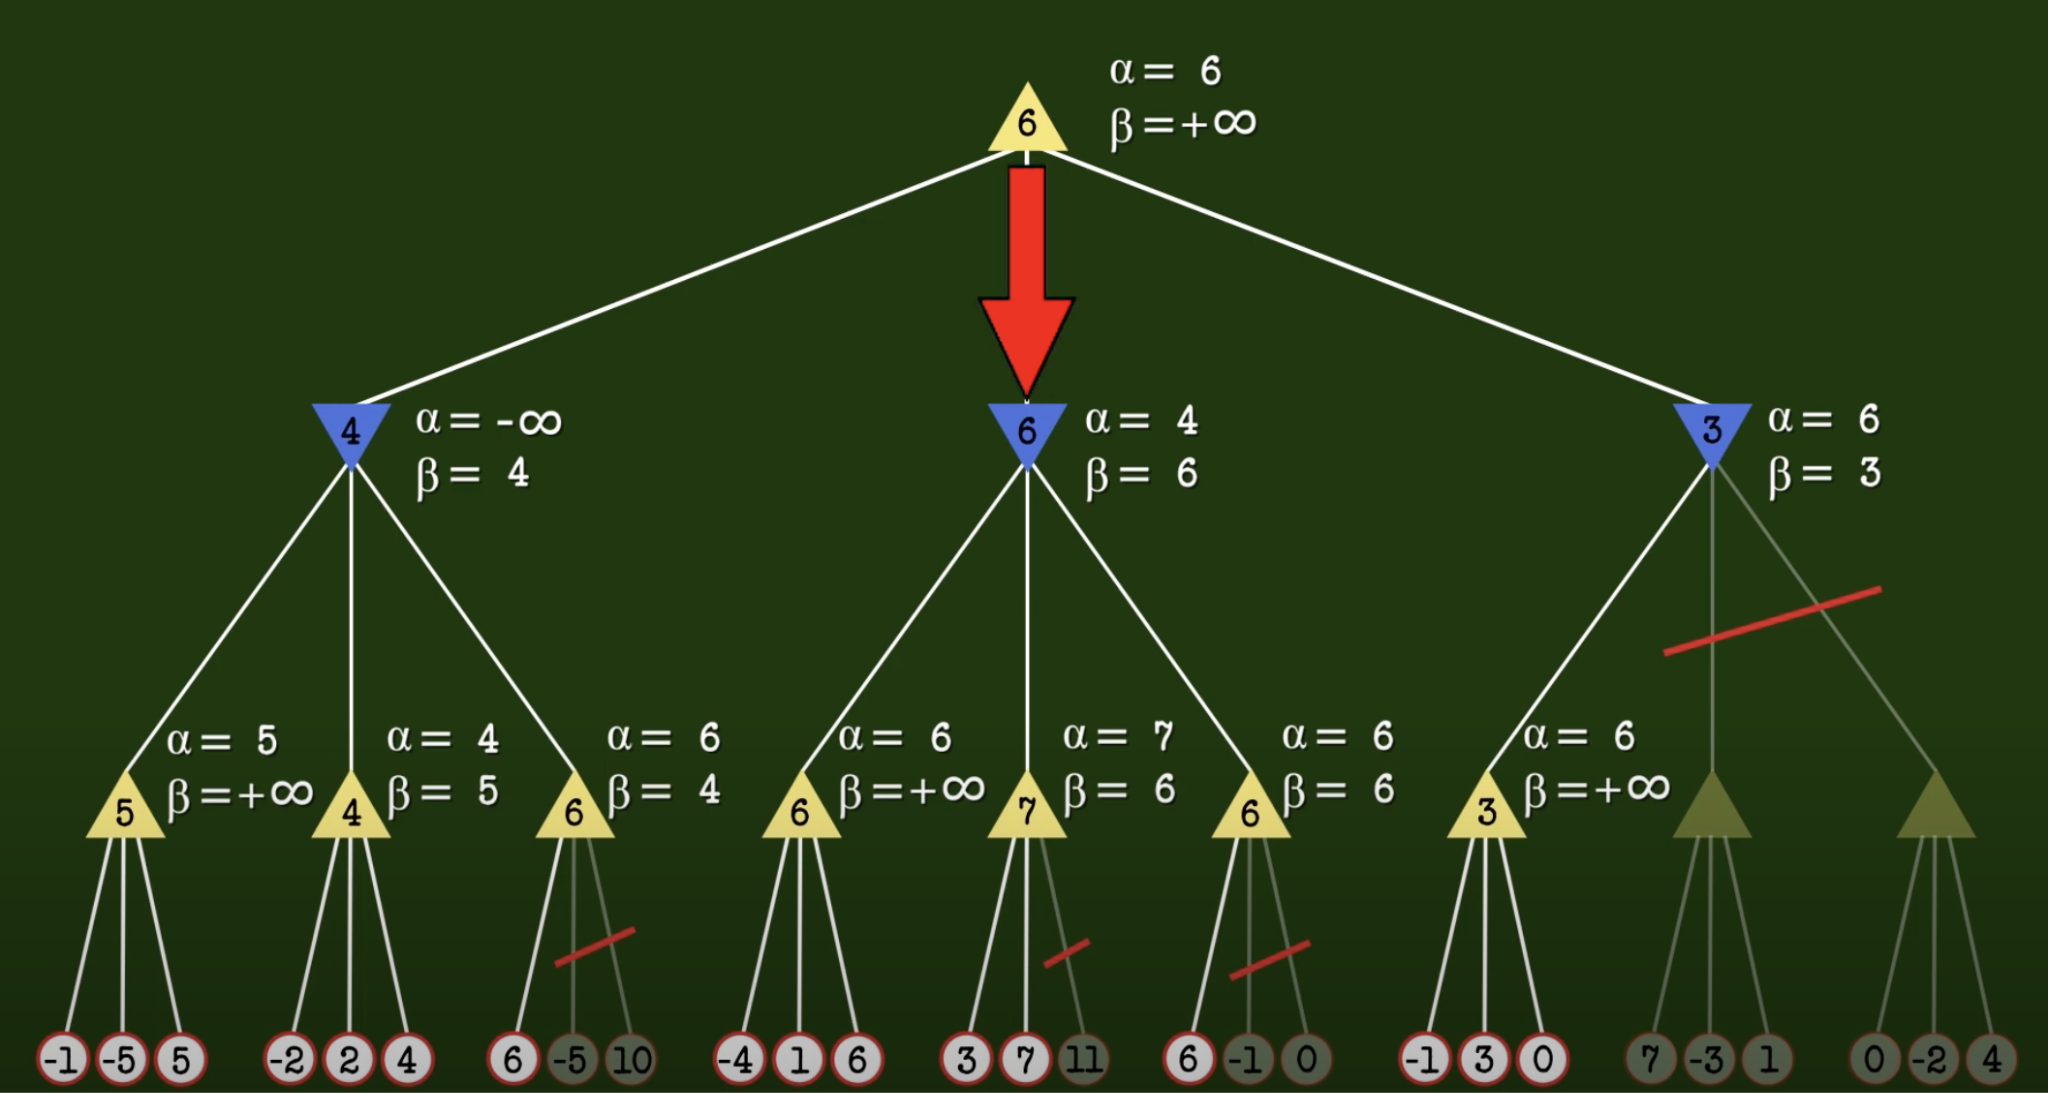 α = 6
6
β =+∞
4
α = -∞
β = 4
6
α = 4
β = 6
3
α = 6
β = 3
5
α = 5
β =+∞
4
α = 4
β = 5
6
α = 6
β = 4
6
α = 6
β =+∞
7
α = 7
β = 6
6
α = 6
β = 6
3
α = 6
β =+∞
-1 -5 5 -2 2 4 6 -5 10 -4 1 6 3 7 11 6 -1 0 -1 3 0 7 -3 1 0 -2 4